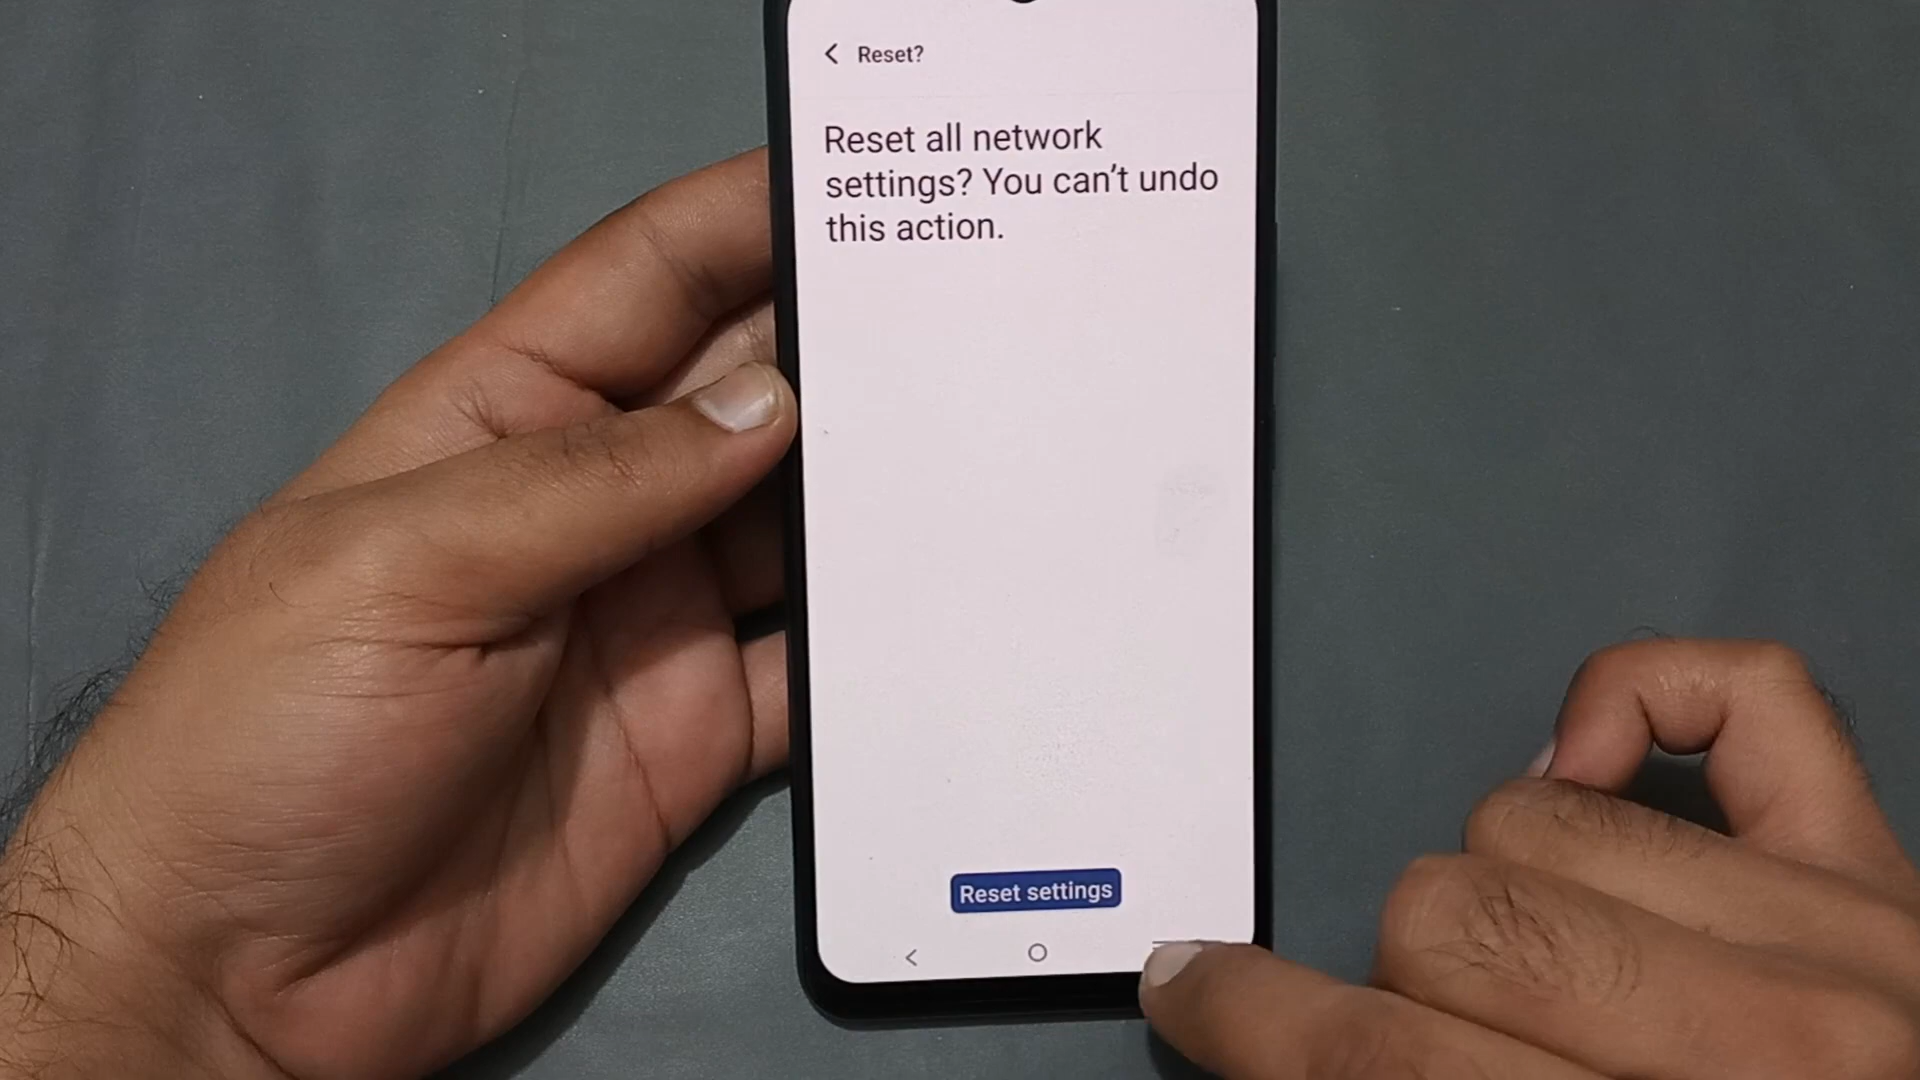 Reset?
Reset all network
settings? You can't undo
this action.
Reset settings